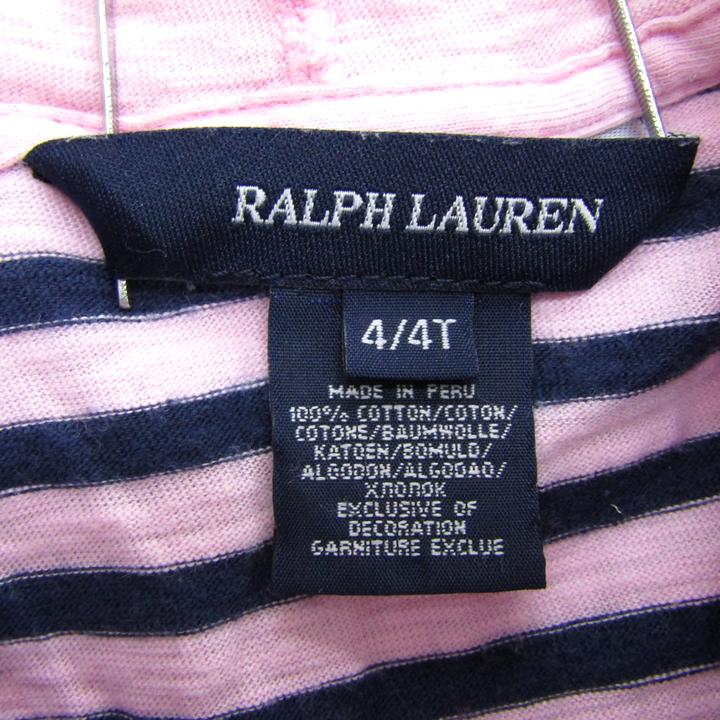 RALPH LAUREN
4/4T
MADE IN PERU
100% COTTON/COTON/
COTONE/BAUMWOLLE/
KATOEN/BOMULD/
ALGODON/ALGODAO/
ХЛОПОК
EXCLUSIVE OF
DECORATION
GARNITURE EXCLUE